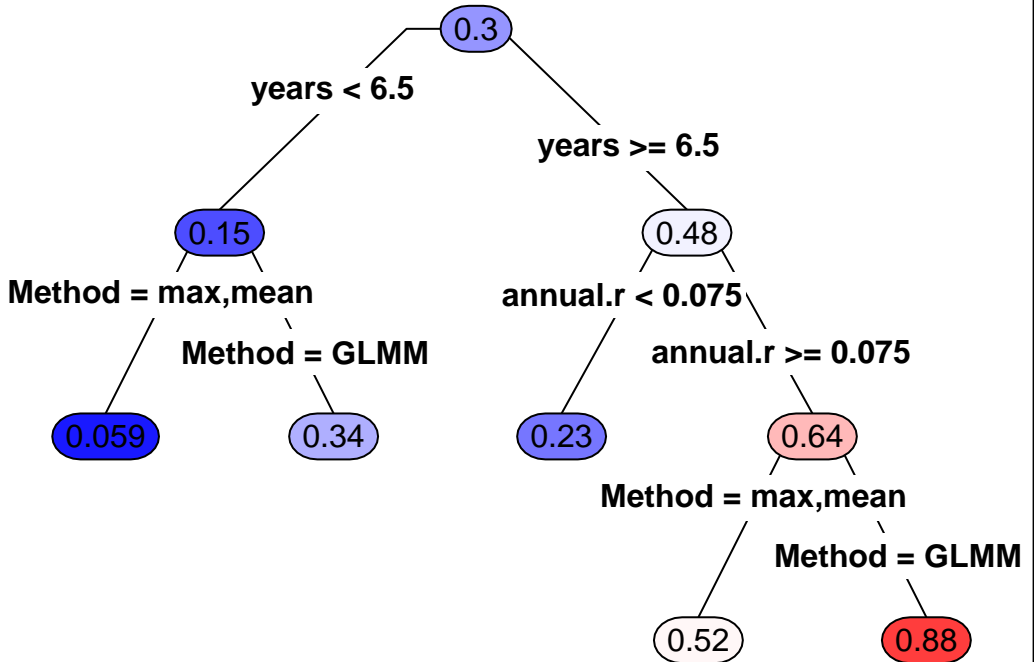 0.3
years < 6.5
years >= 6.5
0.15
0.48
Method = max,mean
annual.r < 0.075
Method = GLMM
annual.r >= 0.075
0.059
0.34
0.23
0.64
Method = max,mean
Method = GLMM
0.52
0.88